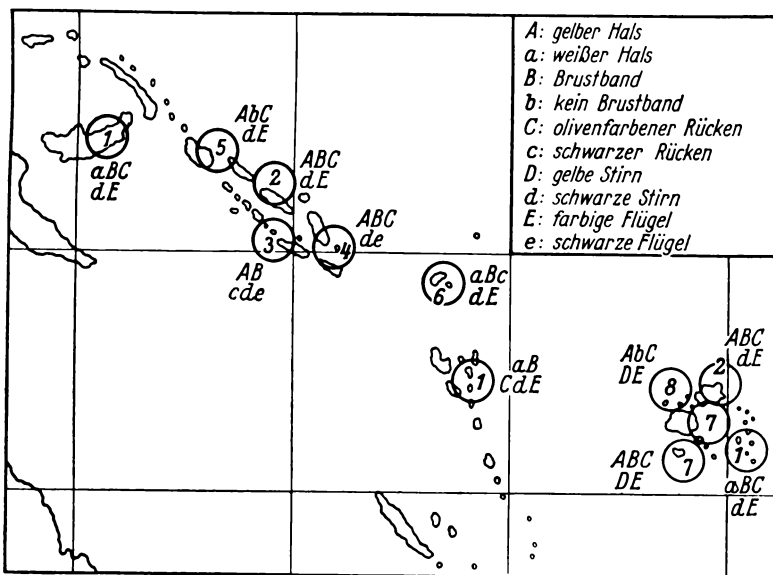 A: gelber Hals
a: weißer Hals
B: Brustband
b: kein Brustband
C: olivenfarbener Rücken
c: schwarzer Rücken
D: gelbe Stirn
d: schwarze Stirn
E: farbige Flügel
e: schwarze Flügel
1
aBC
dE
AbC
dE
5
ABC
dE
2
3
AB
cde
ABC
de
4
aBc
dE
6
aB
CdE
1
AbC
DE
8
ABC
dE
2
7
ABC
DE
7
1
aBC
dE